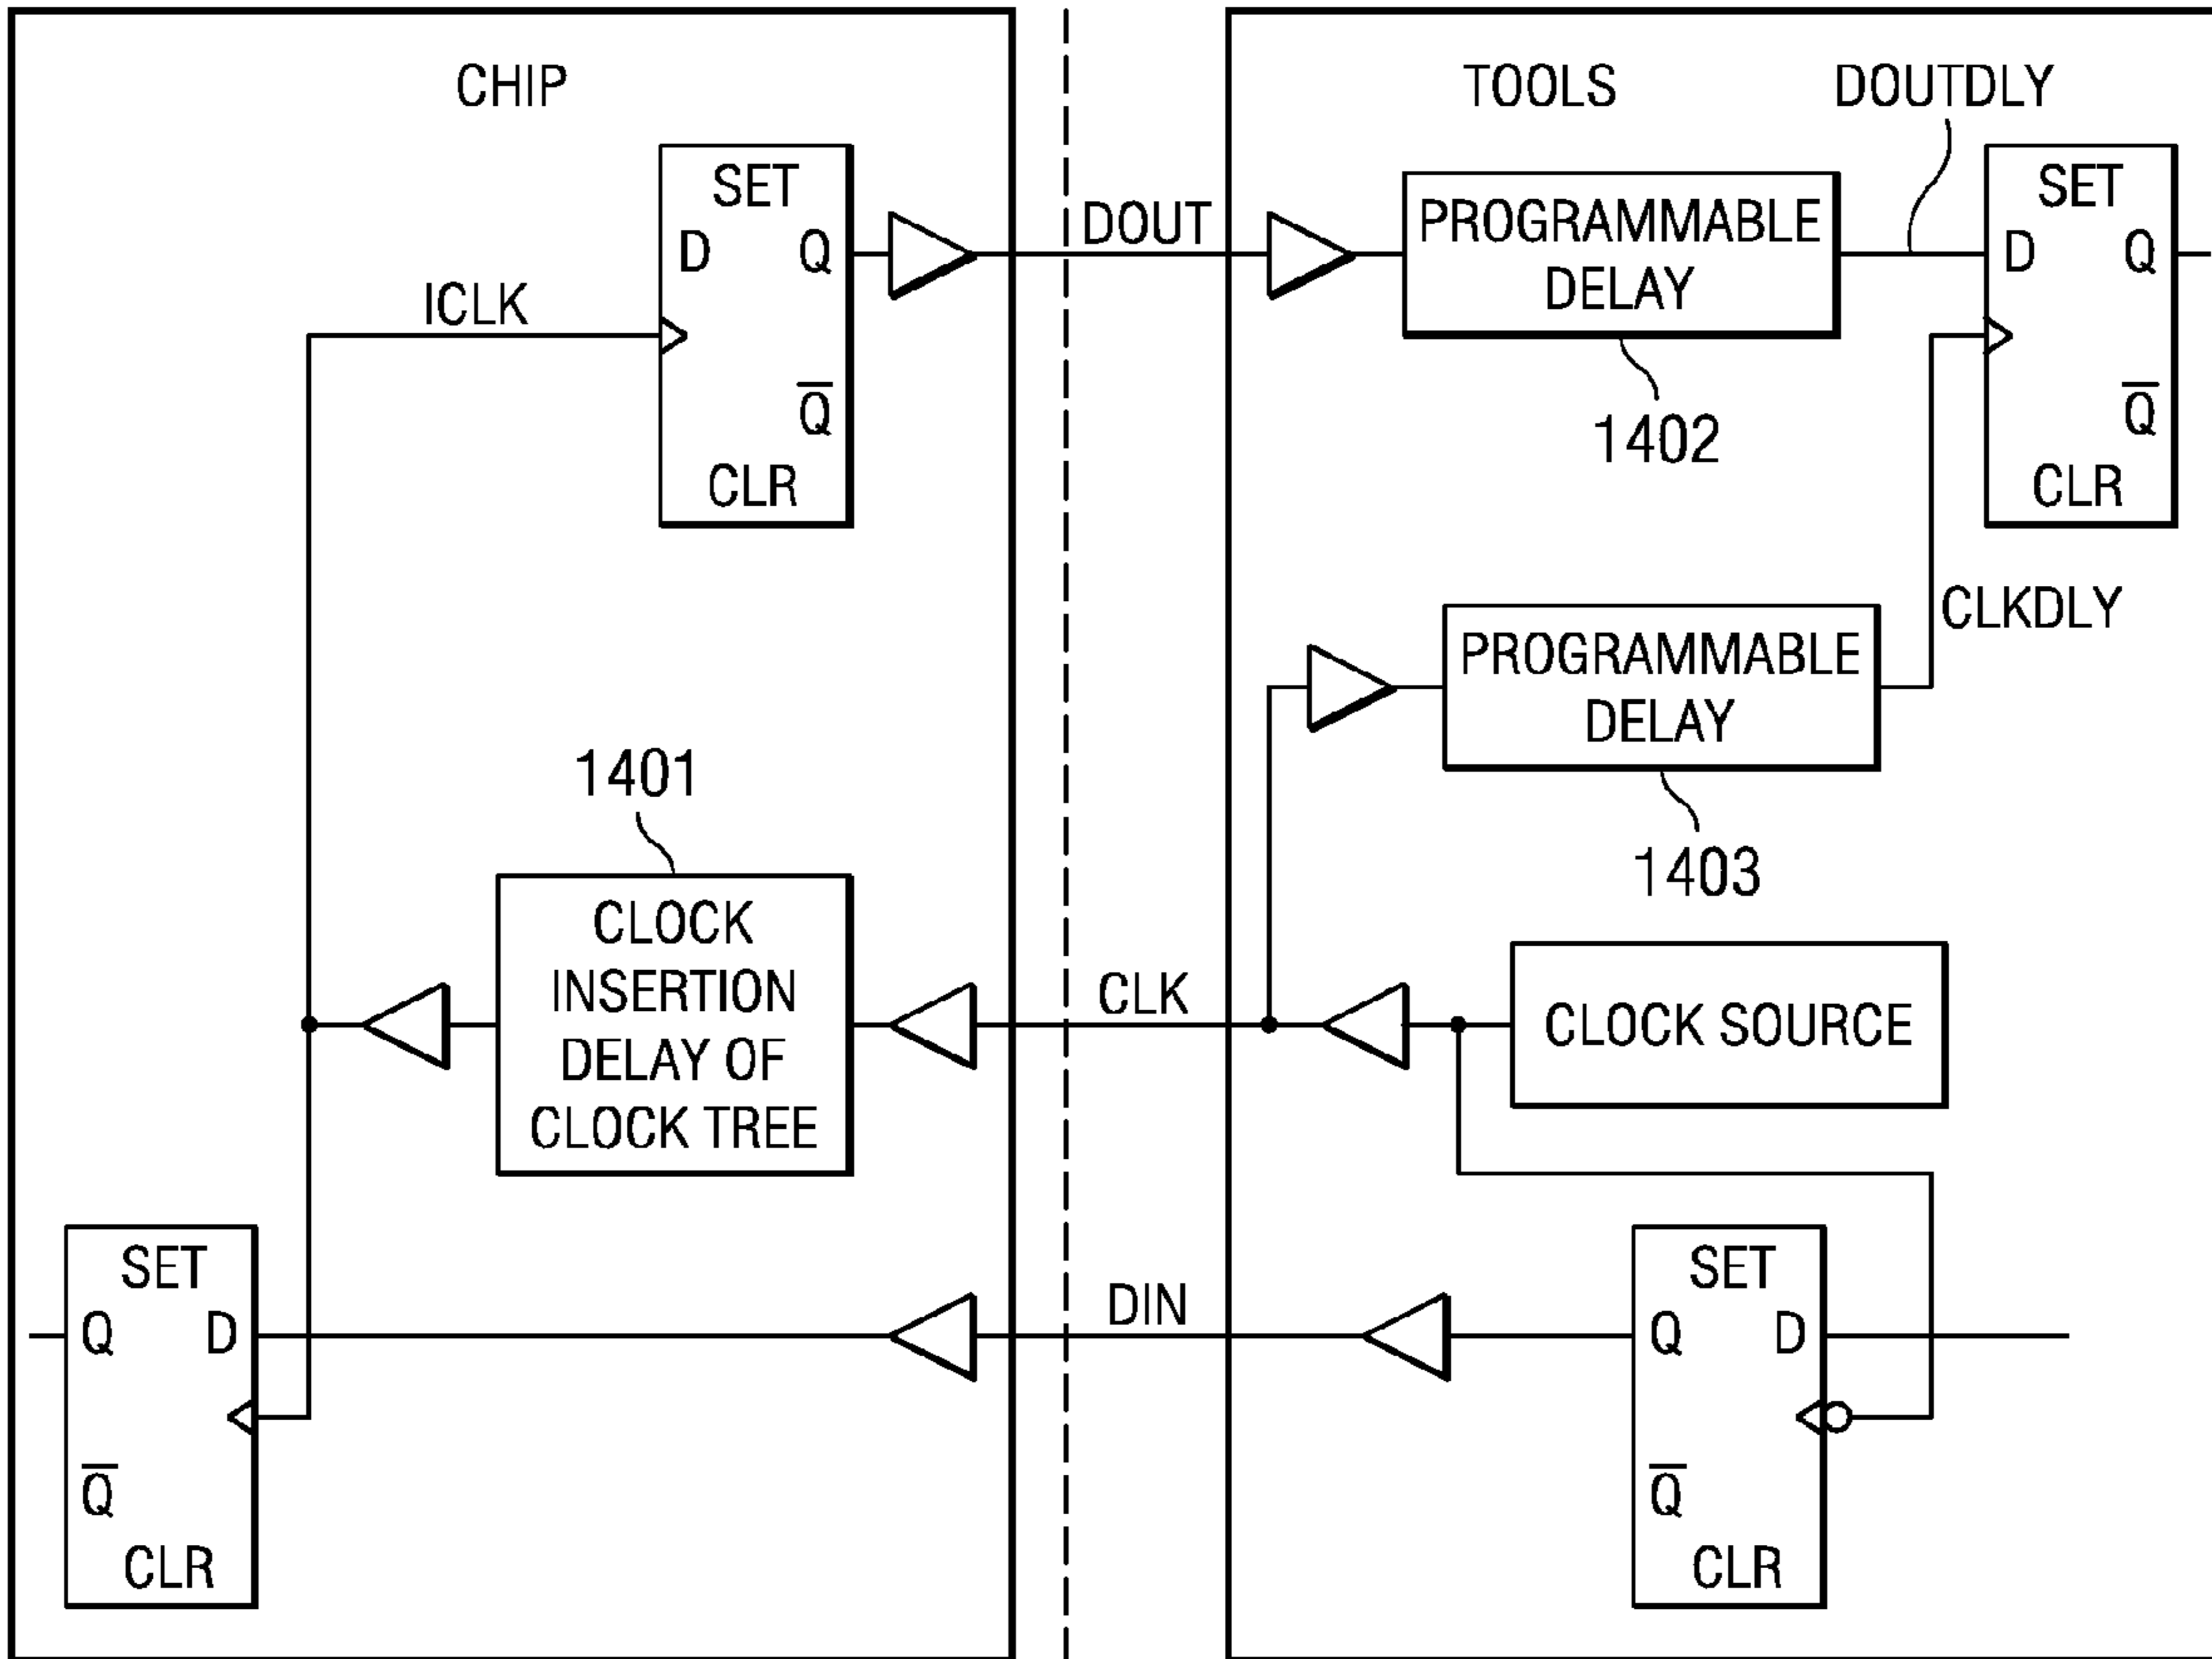 CHIP
TOOLS
DOUTDLY
SET
D
Q
Q̅
CLR
ICLK
DOUT
PROGRAMMABLE
DELAY
1402
SET
D
Q
Q̅
CLR
CLKDLY
PROGRAMMABLE
DELAY
1403
1401
CLOCK
INSERTION
DELAY OF
CLOCK TREE
CLK
CLOCK SOURCE
SET
Q
D
Q̅
CLR
DIN
SET
Q
D
Q̅
CLR